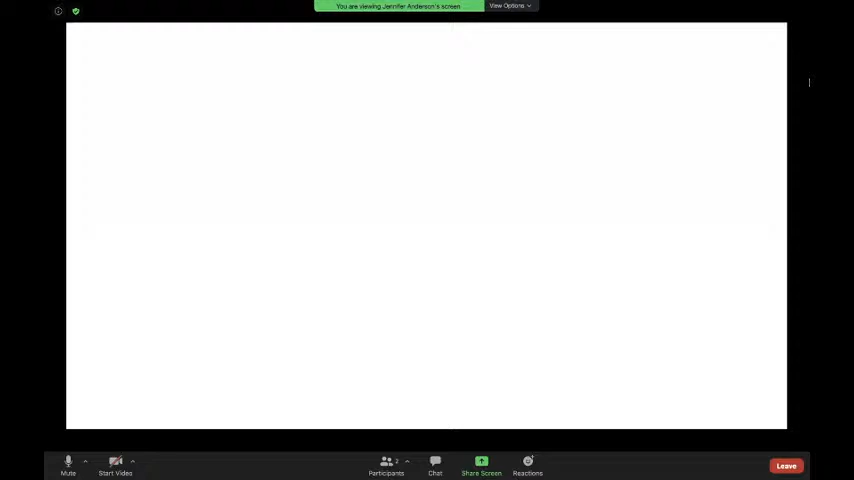 You are viewing Jennifer Anderson's screen View Options
Mute Start Video Participants 2 Chat Share Screen Reactions Leave